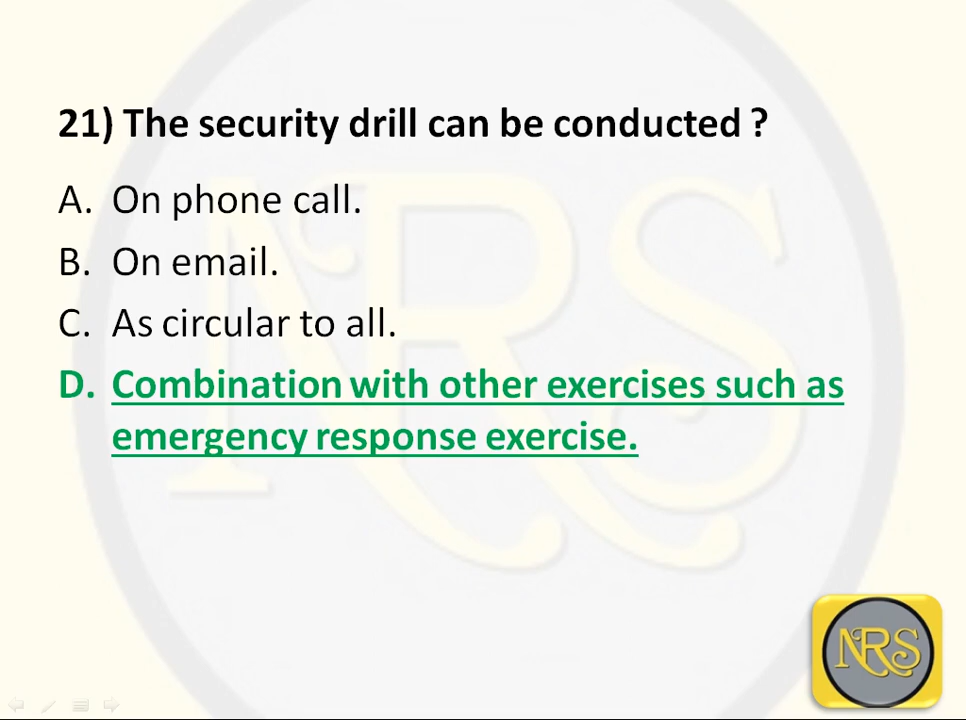 21) The security drill can be conducted ?
A. On phone call.
B. On email.
C. As circular to all.
D. Combination with other exercises such as
emergency response exercise.
NRS
NRS